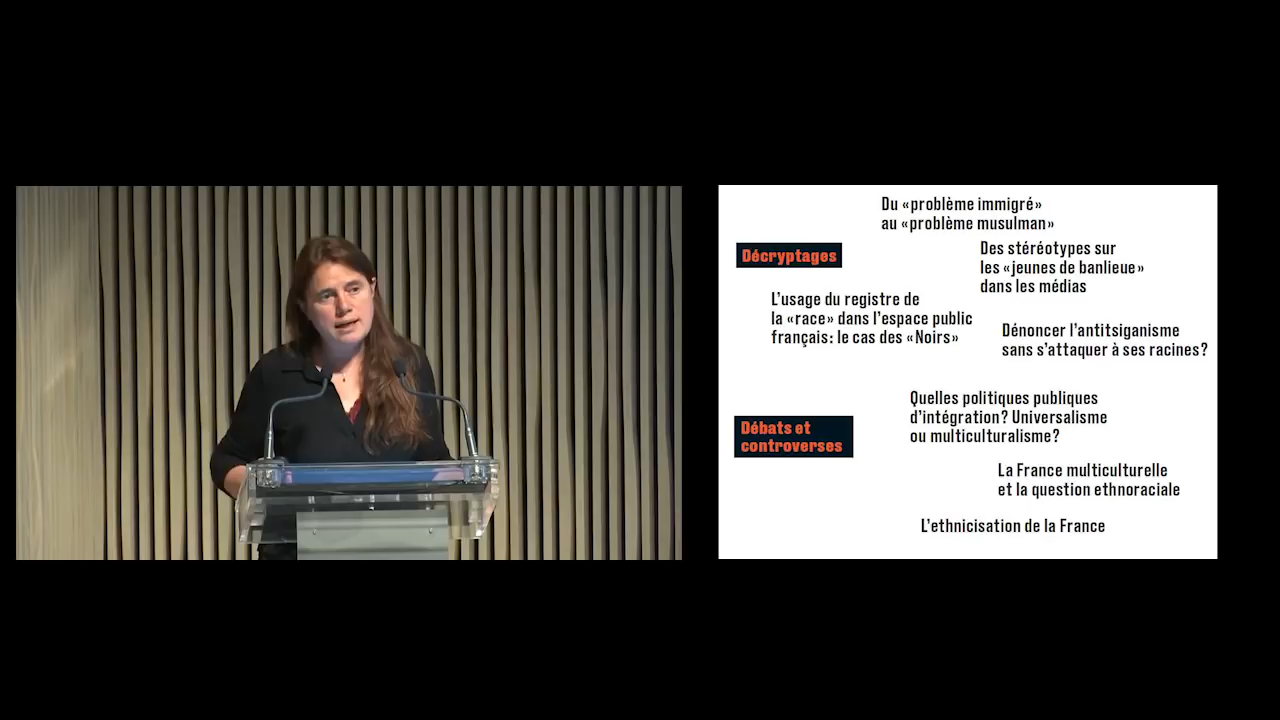 Du «problème immigré»
au «problème musulman»
Décryptages
Des stéréotypes sur
les «jeunes de banlieue»
dans les médias
L'usage du registre de
la «race» dans l'espace public
français: le cas des «Noirs»
Dénoncer l'antitsiganisme
sans s'attaquer à ses racines?
Quelles politiques publiques
d'intégration? Universalisme
ou multiculturalisme?
Débats et
controverses
La France multiculturelle
et la question ethnoraciale
L'ethnicisation de la France